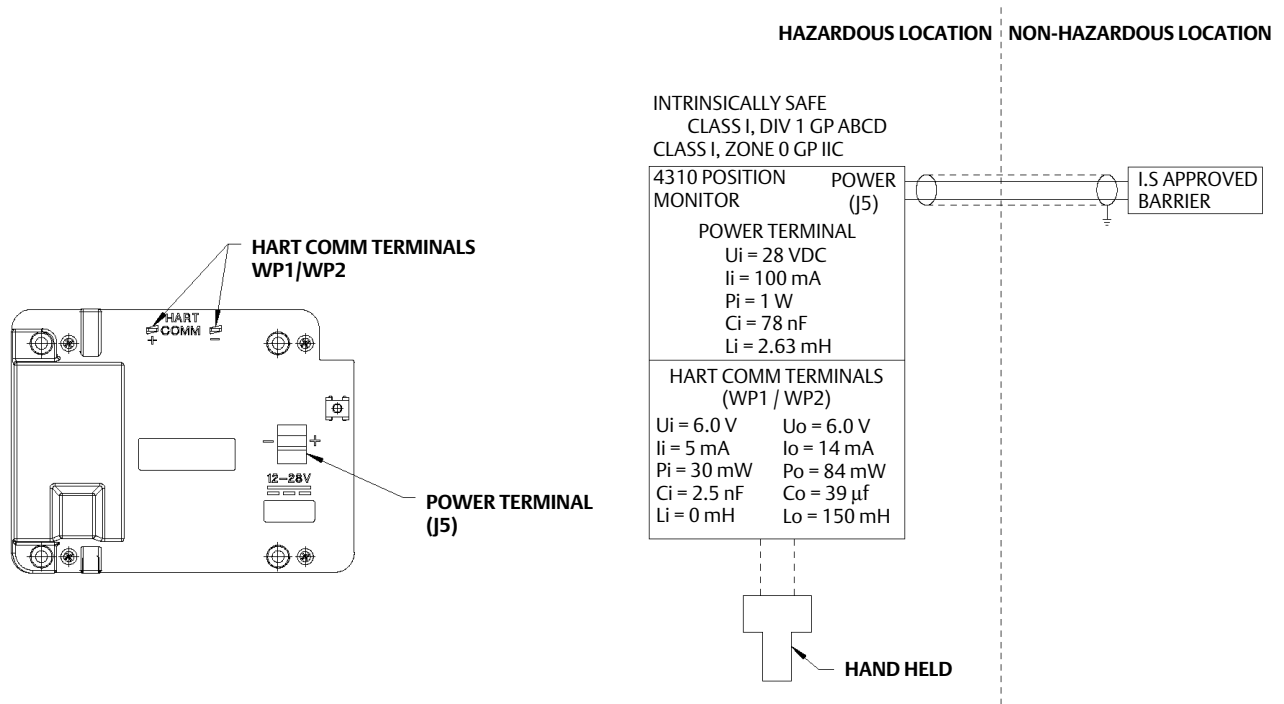 HAZARDOUS LOCATION
NON-HAZARDOUS LOCATION
INTRINSICALLY SAFE
CLASS I, DIV 1 GP ABCD
CLASS I, ZONE 0 GP IIC
4310 POSITION
MONITOR
POWER
(J5)
I.S APPROVED
BARRIER
POWER TERMINAL
Ui = 28 VDC
Ii = 100 mA
Pi = 1 W
Ci = 78 nF
Li = 2.63 mH
HART COMM TERMINALS
(WP1 / WP2)
Ui = 6.0 V
Ii = 5 mA
Pi = 30 mW
Ci = 2.5 nF
Li = 0 mH
Uo = 6.0 V
Io = 14 mA
Po = 84 mW
Co = 39 μf
Lo = 150 mH
HAND HELD
HART COMM TERMINALS
WP1/WP2
HART
COMM
+
−
− +
12–28V
POWER TERMINAL
(J5)